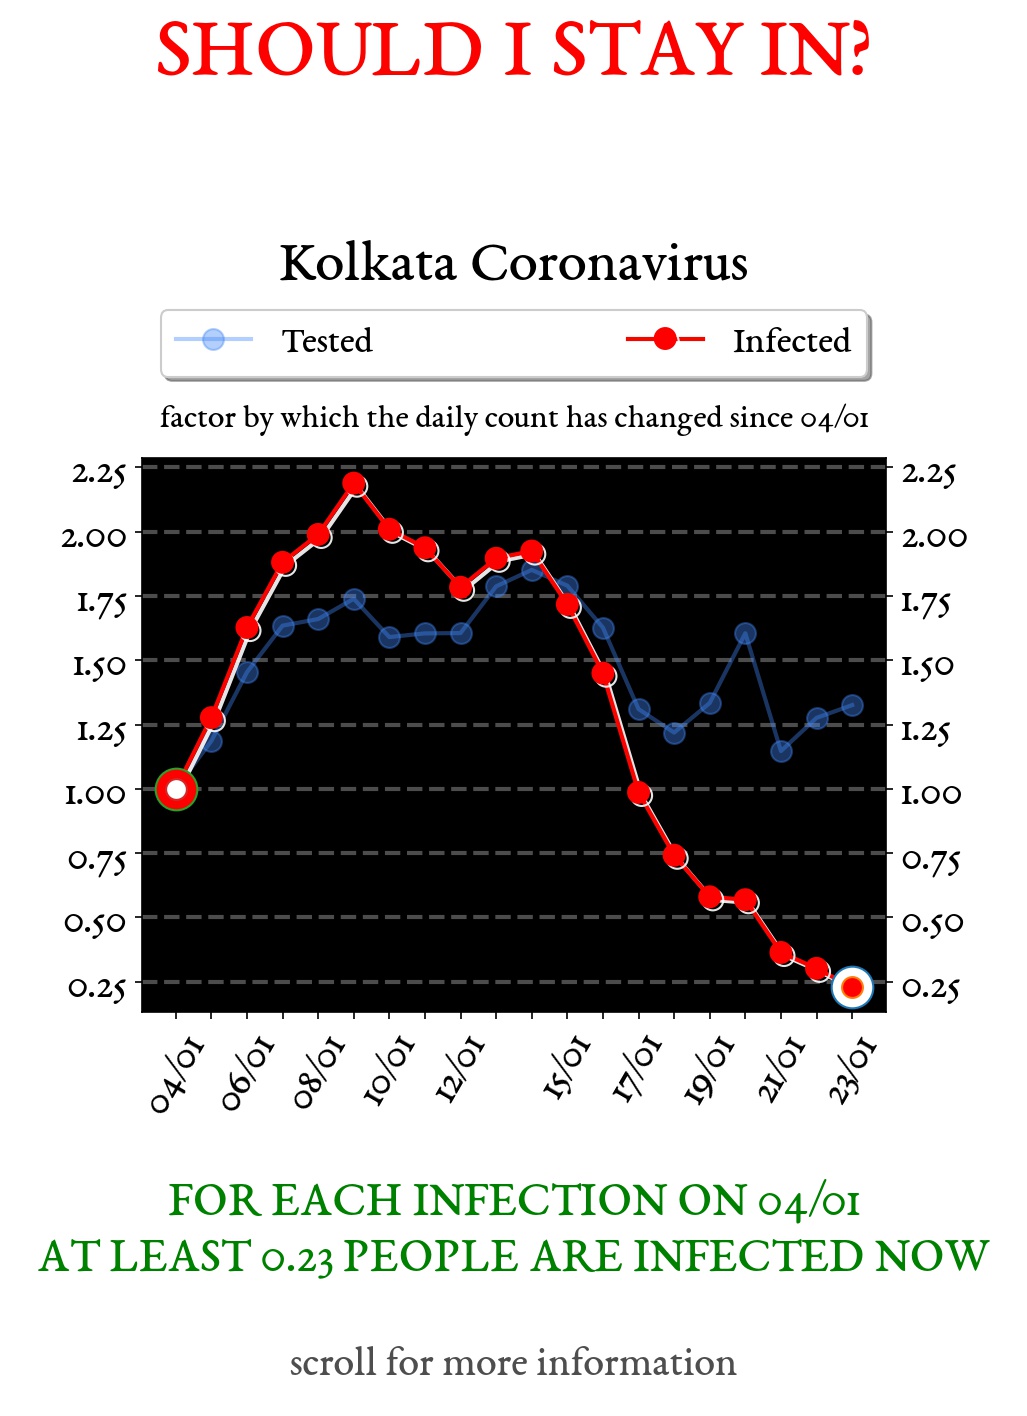 SHOULD I STAY IN?
Kolkata Coronavirus
Tested Infected
factor by which the daily count has changed since 04/01
2.25 2.25
2.00 2.00
1.75 1.75
1.50 1.50
1.25 1.25
1.00 1.00
0.75 0.75
0.50 0.50
0.25 0.25
04/01 06/01 08/01 10/01 12/01 15/01 17/01 19/01 21/01 23/01
FOR EACH INFECTION ON 04/01
AT LEAST 0.23 PEOPLE ARE INFECTED NOW
scroll for more information